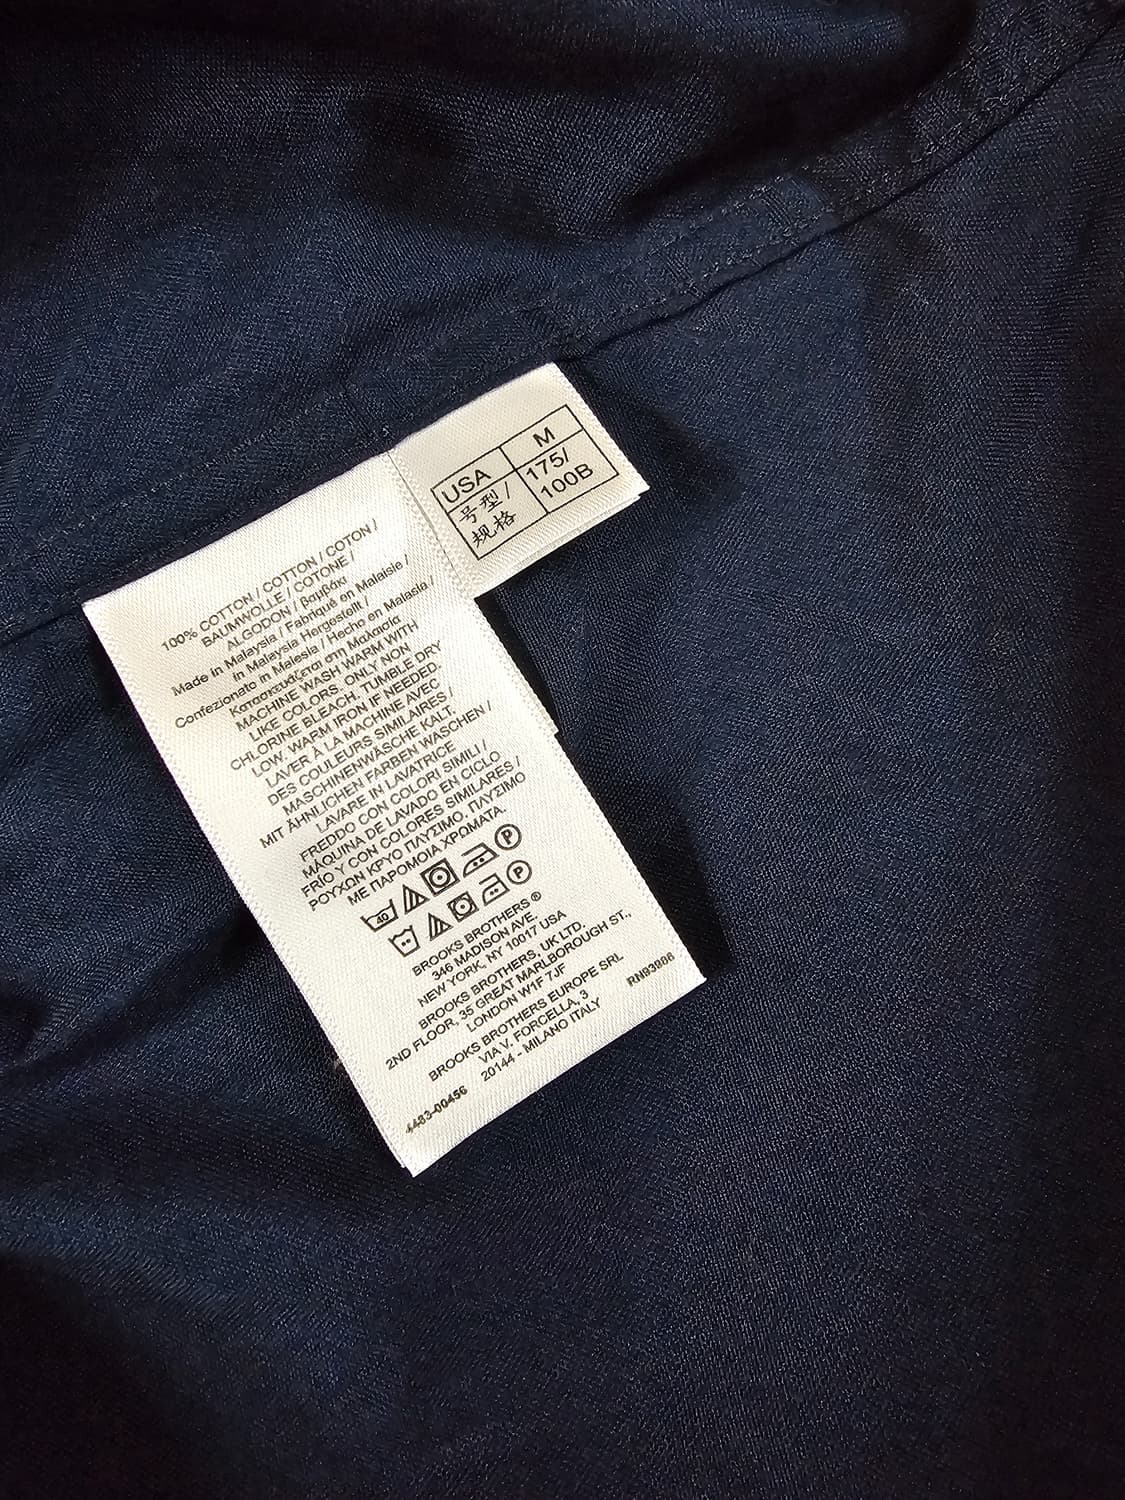 USA M
号型/ 175/
规格 100B
100% COTTON / COTTON / COTON /
BAUMWOLLE / COTONE /
ALGODON / βαμβάκι
Made in Malaysia / Fabriqué en Malaisie /
in Malaysia Hergestellt /
Confezionato in Malesia / Hecho en Malasia /
Κατασκευάζεται στη Μαλαισία
MACHINE WASH WARM WITH
LIKE COLORS. ONLY NON
CHLORINE BLEACH. TUMBLE DRY
LOW. WARM IRON IF NEEDED.
LAVER À LA MACHINE AVEC
DES COULEURS SIMILAIRES /
MASCHINENWÄSCHE KALT.
MIT ÄHNLICHEN FARBEN WASCHEN /
LAVARE IN LAVATRICE
FREDDO CON COLORI SIMILI /
MÁQUINA DE LAVADO EN CICLO
FRÍO Y CON COLORES SIMILARES /
ΡΟΥΧΩΝ ΚΡΥΟ ΠΛΥΣΙΜΟ, ΠΛΥΣΙΜΟ
ΜΕ ΠΑΡΟΜΟΙΑ ΧΡΩΜΑΤΑ.
40 P
P
BROOKS BROTHERS ®
346 MADISON AVE.
NEW YORK, NY 10017 USA
BROOKS BROTHERS, UK LTD.
2ND FLOOR, 35 GREAT MARLBOROUGH ST.,
LONDON W1F 7JF
BROOKS BROTHERS EUROPE SRL
VIA V. FORCELLA, 3
20144 - MILANO ITALY
4483-00456